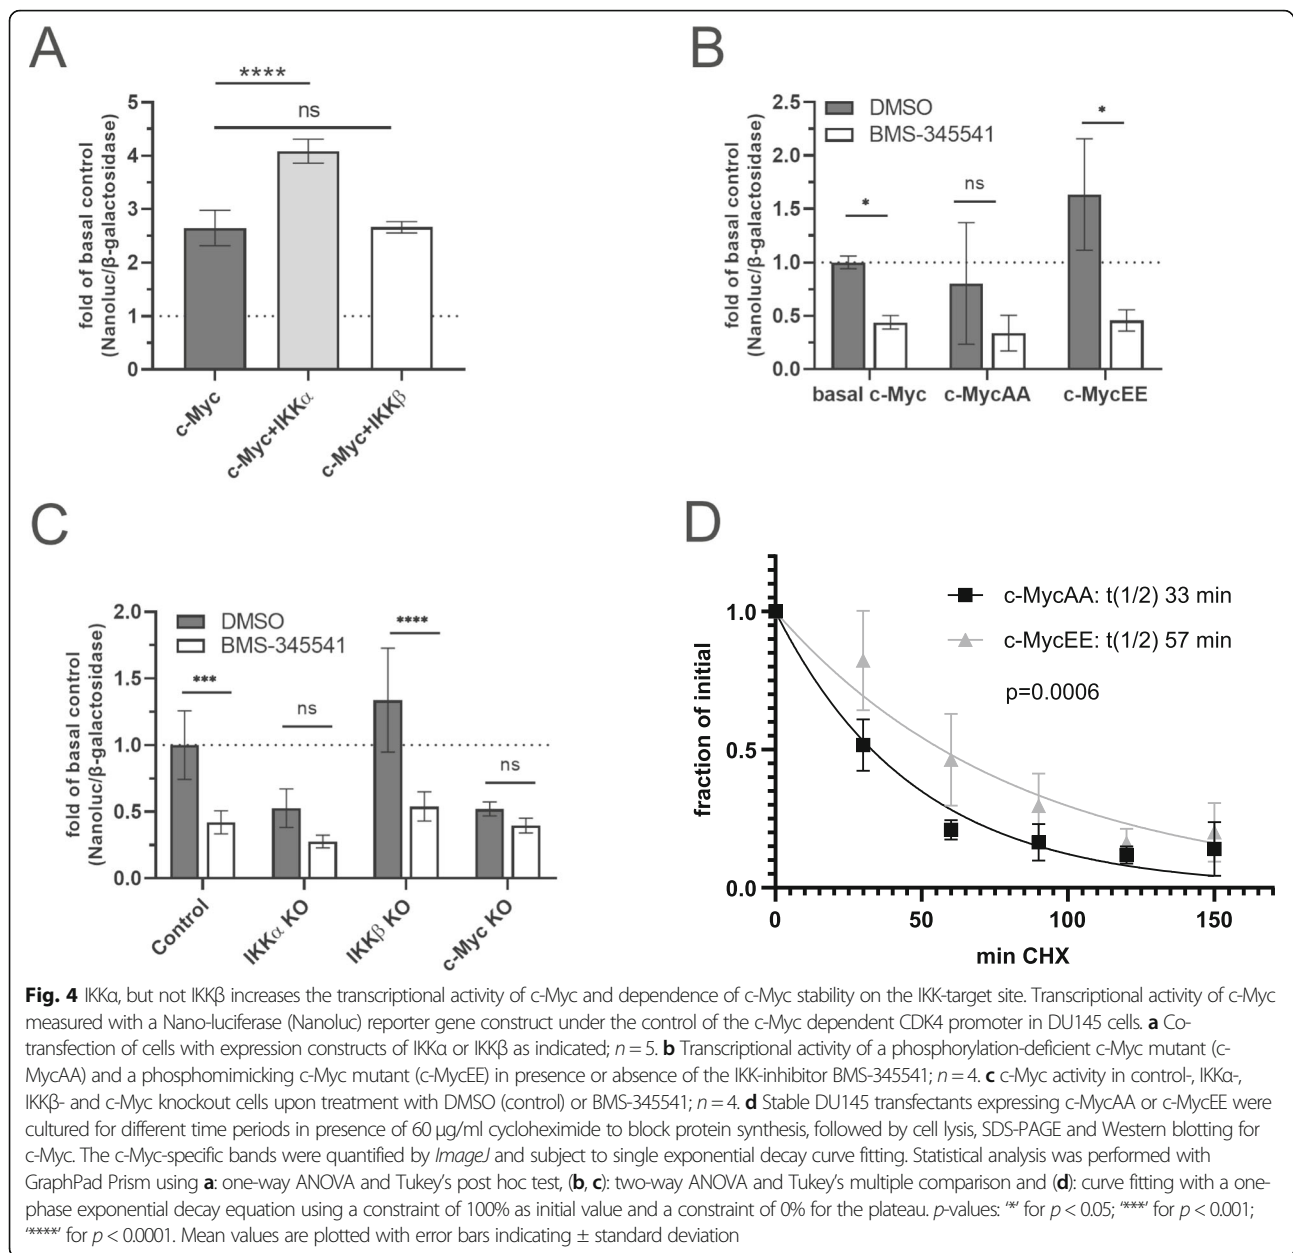 A
****
ns
fold of basal control
(Nanoluc/β-galactosidase)
5
4
3
2
1
0
c-Myc
c-Myc+IKKα
c-Myc+IKKβ
B
DMSO
BMS-345541
*
ns
*
fold of basal control
(Nanoluc/β-galactosidase)
2.5
2.0
1.5
1.0
0.5
0.0
basal c-Myc
c-MycAA
c-MycEE
C
DMSO
BMS-345541
***
ns
****
ns
fold of basal control
(Nanoluc/β-galactosidase)
2.0
1.5
1.0
0.5
0.0
Control
IKKα KO
IKKβ KO
c-Myc KO
D
c-MycAA: t(1/2) 33 min
c-MycEE: t(1/2) 57 min
p=0.0006
fraction of initial
1.0
0.5
0.0
0
50
100
150
min CHX
Fig. 4 IKKα, but not IKKβ increases the transcriptional activity of c-Myc and dependence of c-Myc stability on the IKK-target site. Transcriptional activity of c-Myc
measured with a Nano-luciferase (Nanoluc) reporter gene construct under the control of the c-Myc dependent CDK4 promoter in DU145 cells. a Co-
transfection of cells with expression constructs of IKKα or IKKβ as indicated; n = 5. b Transcriptional activity of a phosphorylation-deficient c-Myc mutant (c-
MycAA) and a phosphomimicking c-Myc mutant (c-MycEE) in presence or absence of the IKK-inhibitor BMS-345541; n = 4. c c-Myc activity in control-, IKKα-,
IKKβ- and c-Myc knockout cells upon treatment with DMSO (control) or BMS-345541; n = 4. d Stable DU145 transfectants expressing c-MycAA or c-MycEE were
cultured for different time periods in presence of 60 μg/ml cycloheximide to block protein synthesis, followed by cell lysis, SDS-PAGE and Western blotting for
c-Myc. The c-Myc-specific bands were quantified by ImageJ and subject to single exponential decay curve fitting. Statistical analysis was performed with
GraphPad Prism using a: one-way ANOVA and Tukey's post hoc test, (b, c): two-way ANOVA and Tukey's multiple comparison and (d): curve fitting with a one-
phase exponential decay equation using a constraint of 100% as initial value and a constraint of 0% for the plateau. p-values: '*' for p < 0.05; '***' for p < 0.001;
'****' for p < 0.0001. Mean values are plotted with error bars indicating ± standard deviation